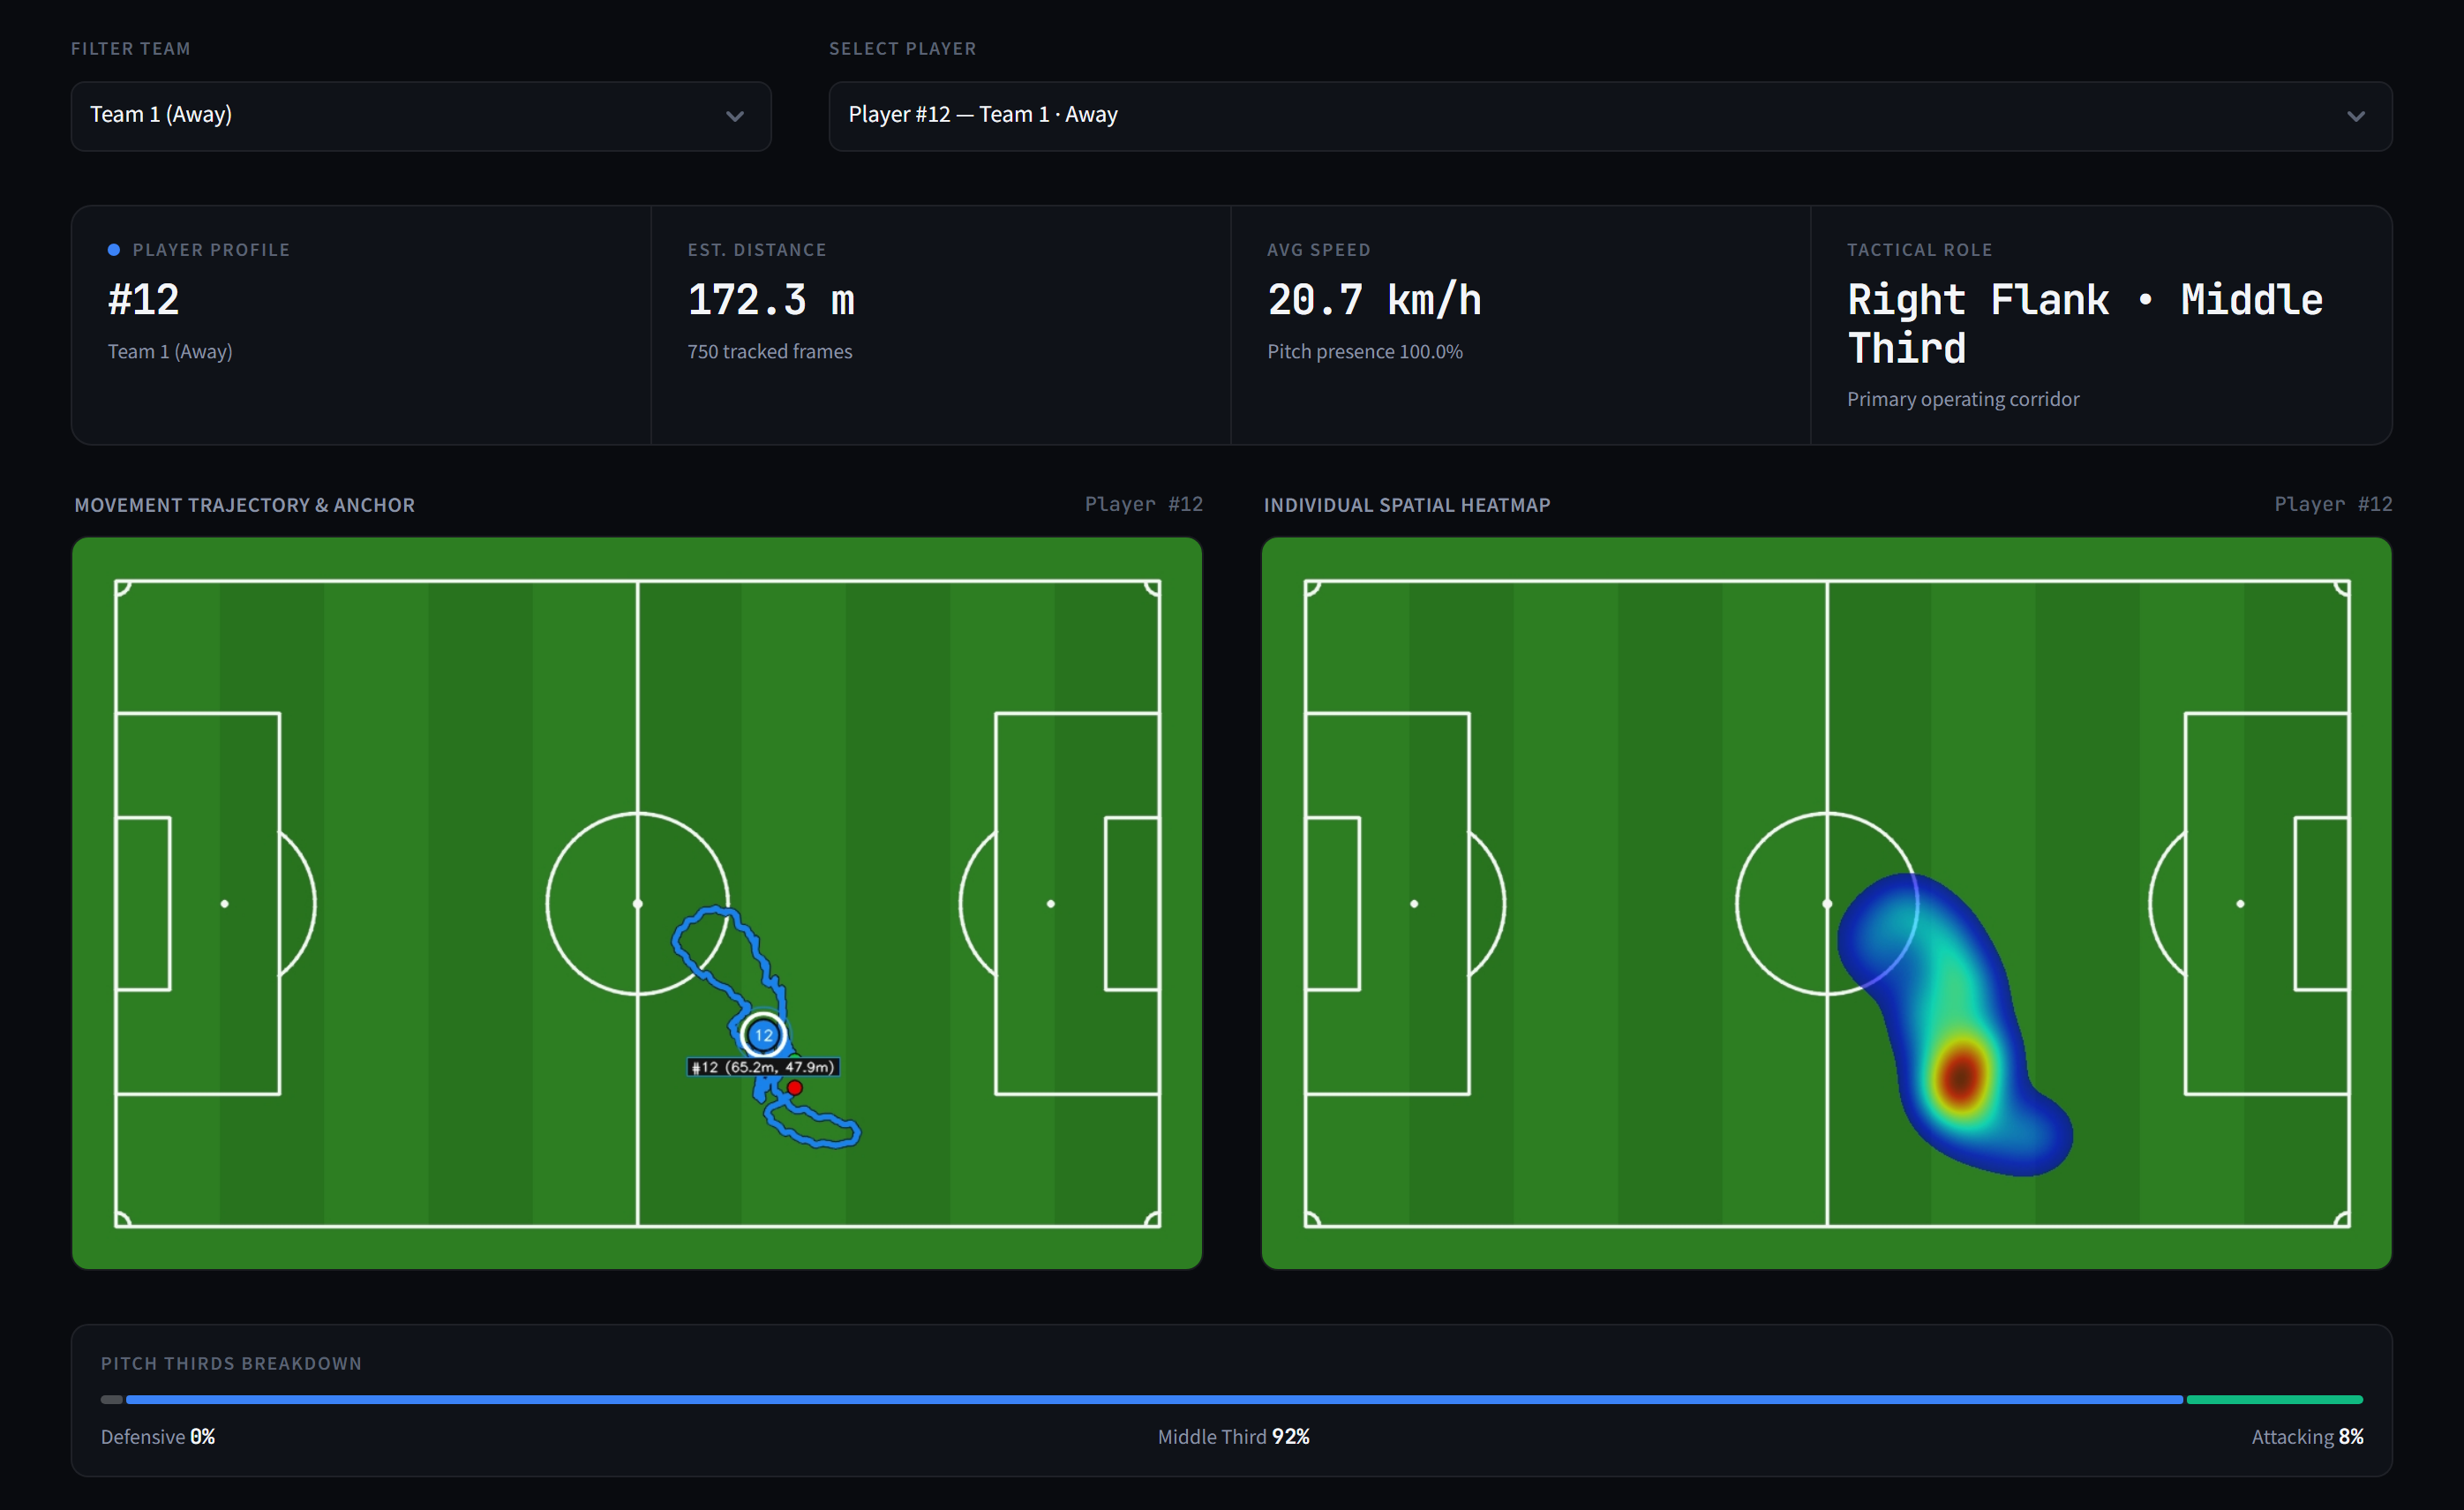 FILTER TEAM
SELECT PLAYER
Team 1 (Away)
Player #12 — Team 1 · Away
PLAYER PROFILE
#12
Team 1 (Away)
EST. DISTANCE
172.3 m
750 tracked frames
AVG SPEED
20.7 km/h
Pitch presence 100.0%
TACTICAL ROLE
Right Flank • Middle
Third
Primary operating corridor
MOVEMENT TRAJECTORY & ANCHOR
Player #12
INDIVIDUAL SPATIAL HEATMAP
Player #12
12
#12 (65.2m, 47.9m)
PITCH THIRDS BREAKDOWN
Defensive 0%
Middle Third 92%
Attacking 8%